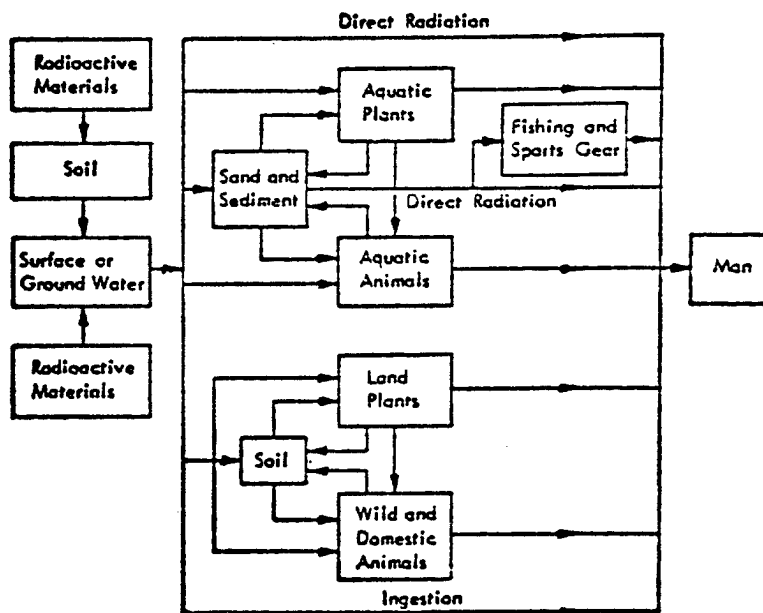 Direct Radiation
Radioactive
Materials
Soil
Surface or
Ground Water
Radioactive
Materials
Aquatic
Plants
Fishing and
Sports Gear
Sand and
Sediment
Direct Radiation
Aquatic
Animals
Man
Land
Plants
Soil
Wild and
Domestic
Animals
Ingestion